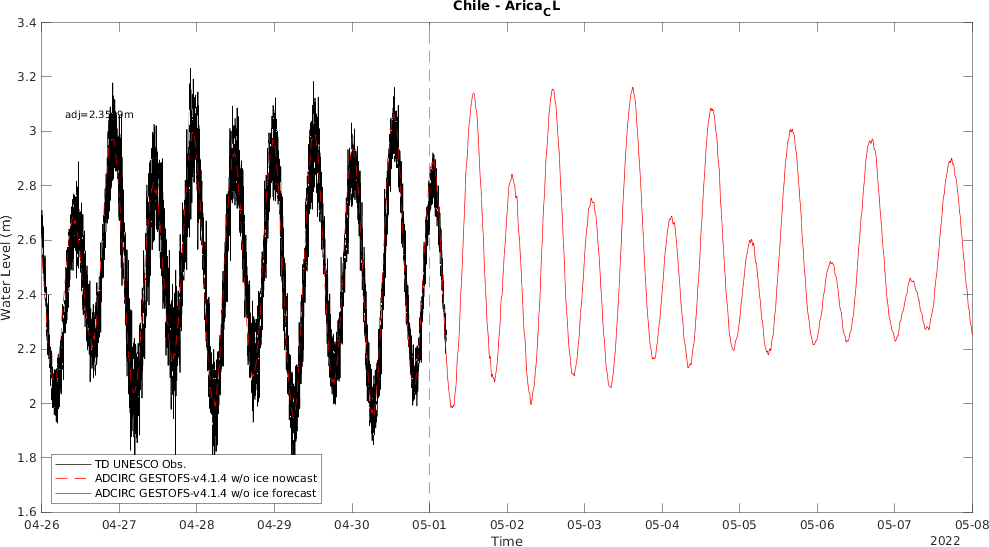 Chile - AricaCL
3.4
3.2
3
2.8
2.6
2.4
2.2
2
1.8
1.6
Water Level (m)
TD UNESCO Obs.
ADCIRC GESTOFS-v4.1.4 w/o ice nowcast
ADCIRC GESTOFS-v4.1.4 w/o ice forecast
04-26 04-27 04-28 04-29 04-30 05-01 05-02 05-03 05-04 05-05 05-06 05-07 05-08
Time
2022